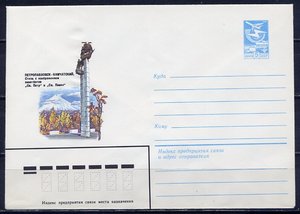 ПЕТРОПАВЛОВСК-КАМЧАТСКИЙ.
Стела с изображением
пакетботов
„Св. Петр" и „Св. Павел"
Куда
Кому
Индекс предприятия связи
и адрес отправителя
Индекс предприятия связи места назначения